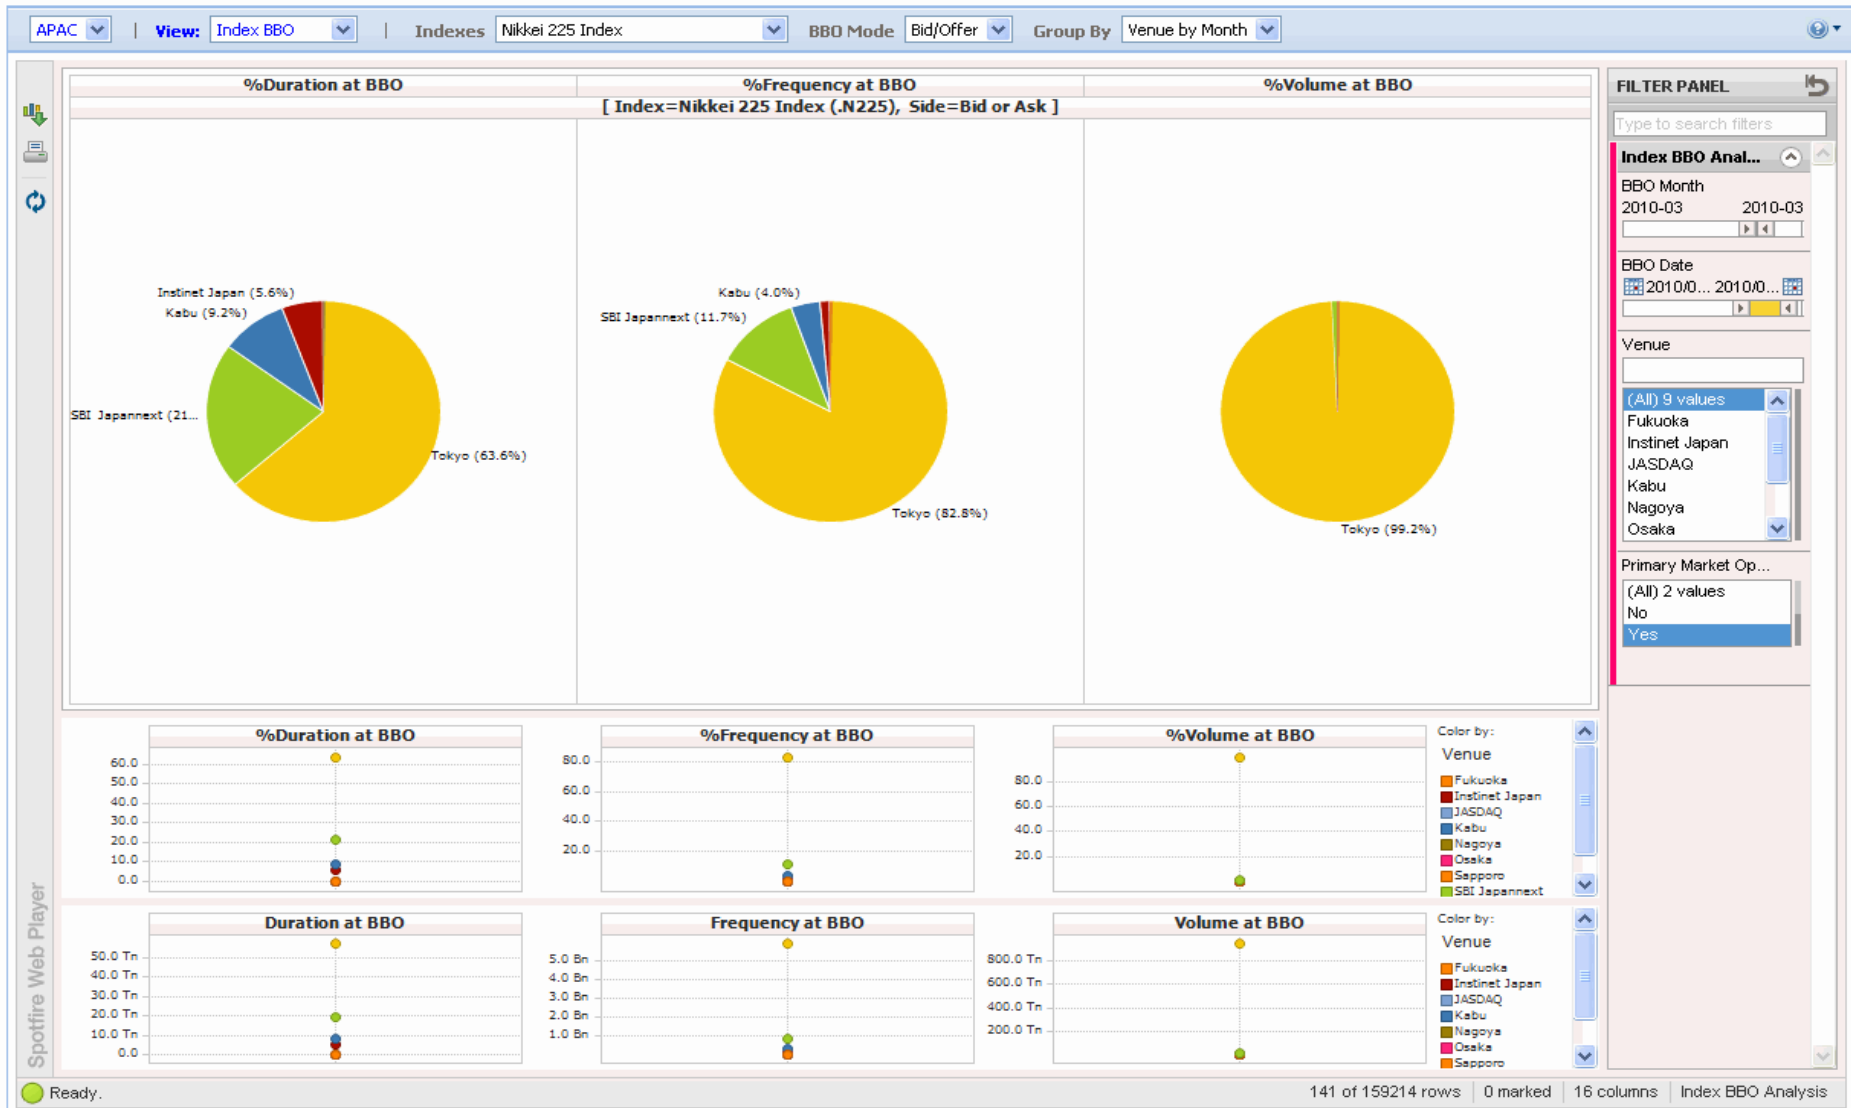 APAC | View: Index BBO | Indexes Nikkei 225 Index BBO Mode Bid/Offer Group By Venue by Month
%Duration at BBO %Frequency at BBO %Volume at BBO
[ Index=Nikkei 225 Index (.N225), Side=Bid or Ask ]
Instinet Japan (5.6%)
Kabu (9.2%)
SBI Japannext (21...
Tokyo (63.6%)
Kabu (4.0%)
SBI Japannext (11.7%)
Tokyo (82.8%)
Tokyo (99.2%)
FILTER PANEL
Type to search filters
Index BBO Anal...
BBO Month
2010-03 2010-03
BBO Date
2010/0... 2010/0...
Venue
(All) 9 values
Fukuoka
Instinet Japan
JASDAQ
Kabu
Nagoya
Osaka
Primary Market Op...
(All) 2 values
No
Yes
%Duration at BBO
60.0
50.0
40.0
30.0
20.0
10.0
0.0
%Frequency at BBO
80.0
60.0
40.0
20.0
%Volume at BBO
80.0
60.0
40.0
20.0
Color by:
Venue
Fukuoka
Instinet Japan
JASDAQ
Kabu
Nagoya
Osaka
Sapporo
SBI Japannext
Duration at BBO
50.0 Tn
40.0 Tn
30.0 Tn
20.0 Tn
10.0 Tn
0.0
Frequency at BBO
5.0 Bn
4.0 Bn
3.0 Bn
2.0 Bn
1.0 Bn
Volume at BBO
800.0 Tn
600.0 Tn
400.0 Tn
200.0 Tn
Color by:
Venue
Fukuoka
Instinet Japan
JASDAQ
Kabu
Nagoya
Osaka
Sapporo
Spotfire Web Player
Ready.
141 of 159214 rows | 0 marked | 16 columns | Index BBO Analysis